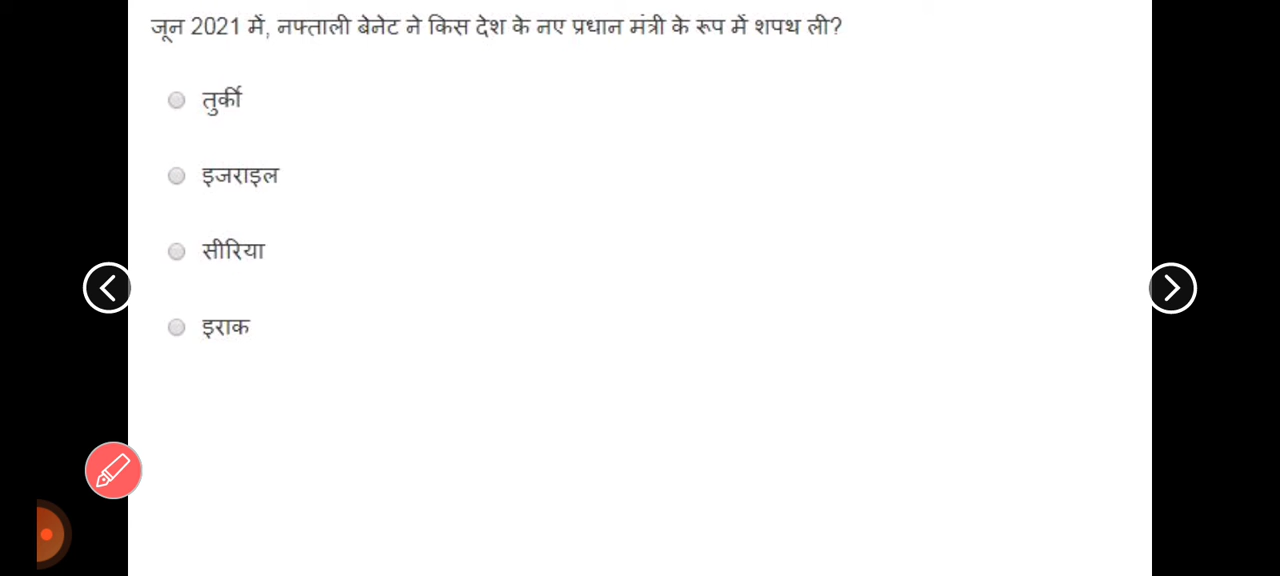 जून 2021 में, नफ्ताली बेनेट ने किस देश के नए प्रधान मंत्री के रूप में शपथ ली?
तुर्की
इजराइल
सीरिया
इराक